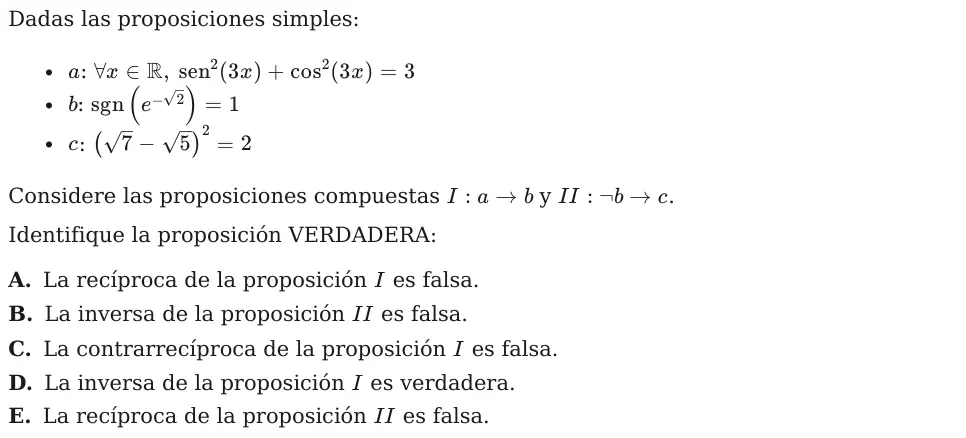 Dadas las proposiciones simples:
• a: ∀x ∈ ℝ, sen²(3x) + cos²(3x) = 3
• b: sgn(e^{−√2}) = 1
• c: (√7 − √5)² = 2
Considere las proposiciones compuestas I : a → b y II : ¬b → c.
Identifique la proposición VERDADERA:
A. La recíproca de la proposición I es falsa.
B. La inversa de la proposición II es falsa.
C. La contrarrecíproca de la proposición I es falsa.
D. La inversa de la proposición I es verdadera.
E. La recíproca de la proposición II es falsa.